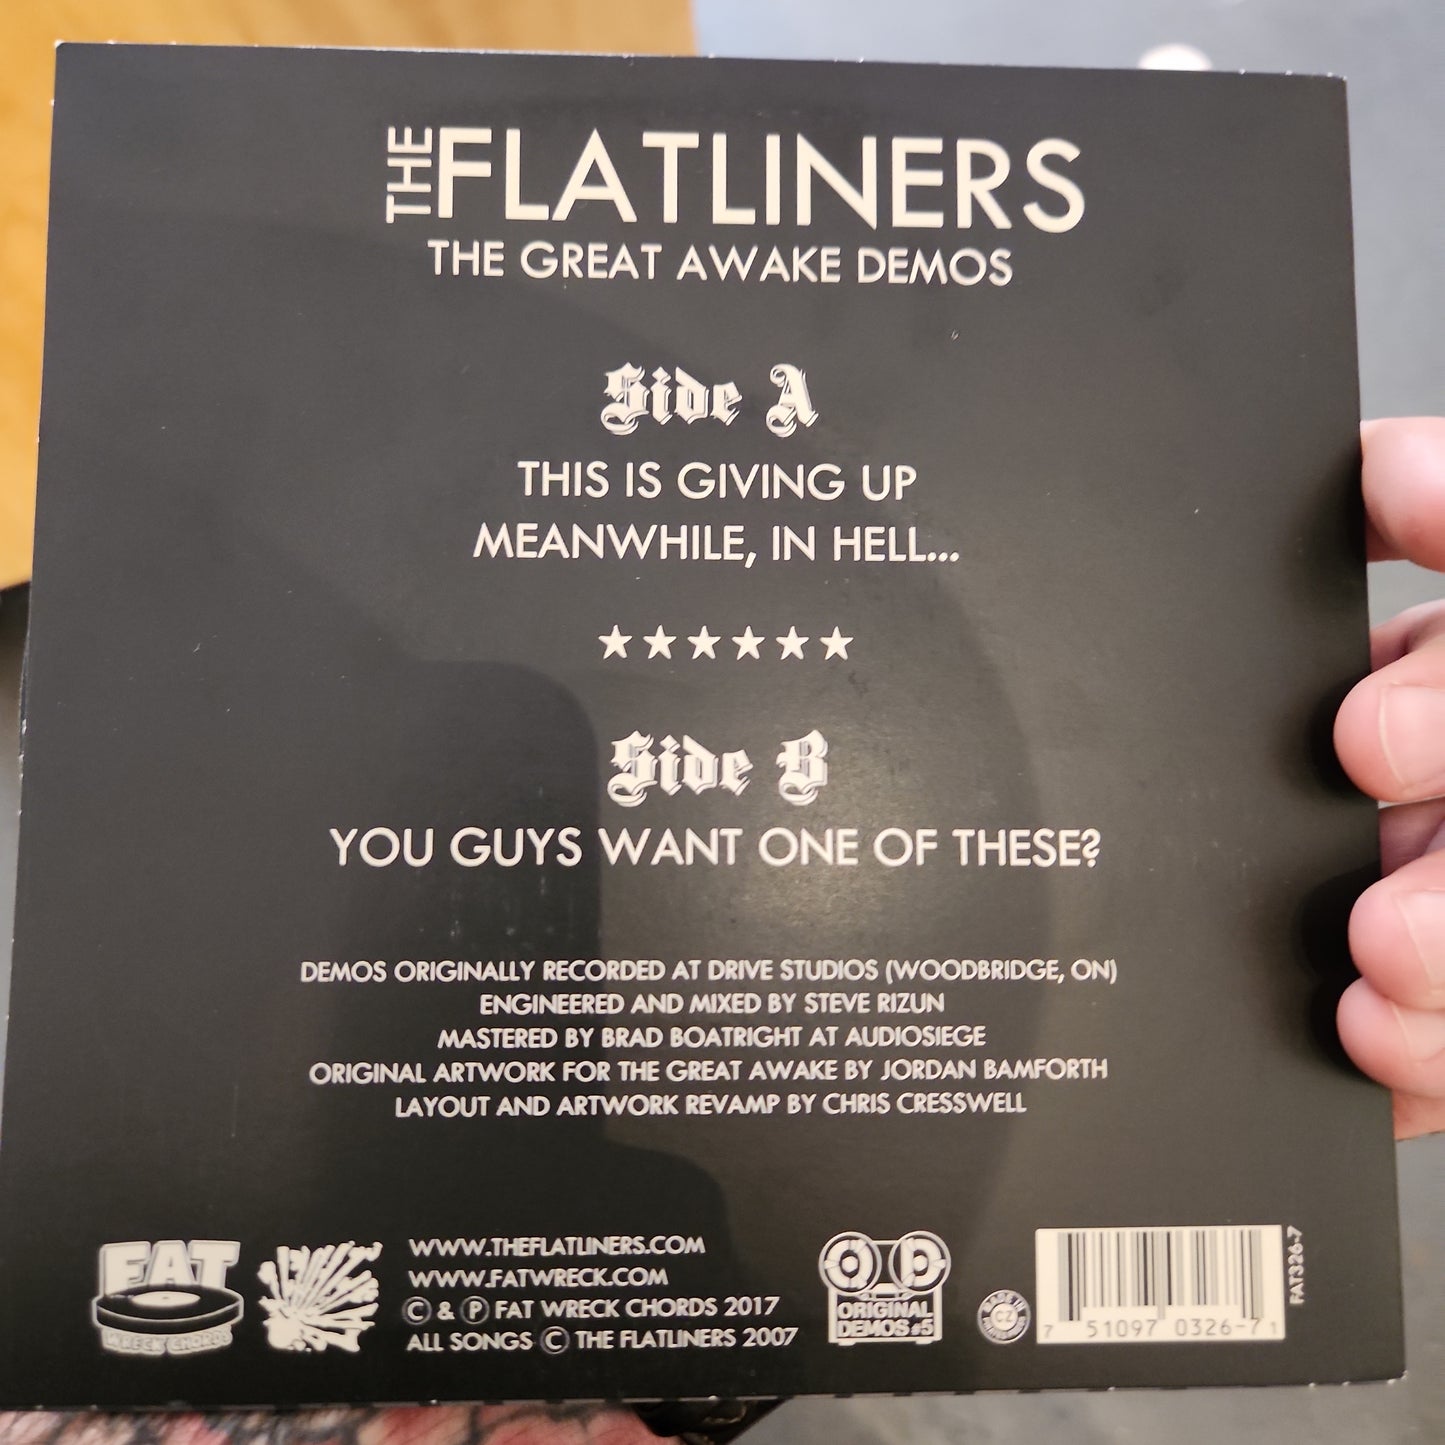 THE FLATLINERS
THE GREAT AWAKE DEMOS
Side A
THIS IS GIVING UP
MEANWHILE, IN HELL...
★★★★★★
Side B
YOU GUYS WANT ONE OF THESE?
DEMOS ORIGINALLY RECORDED AT DRIVE STUDIOS (WOODBRIDGE, ON)
ENGINEERED AND MIXED BY STEVE RIZUN
MASTERED BY BRAD BOATRIGHT AT AUDIOSIEGE
ORIGINAL ARTWORK FOR THE GREAT AWAKE BY JORDAN BAMFORTH
LAYOUT AND ARTWORK REVAMP BY CHRIS CRESSWELL
FAT
WRECK CHORDS
WWW.THEFLATLINERS.COM
WWW.FATWRECK.COM
Ⓒ & Ⓟ FAT WRECK CHORDS 2017
ALL SONGS Ⓒ THE FLATLINERS 2007
ORIGINAL
DEMOS #5
MADE IN
CZ
7 51097 0326-7 1
FAT326-7